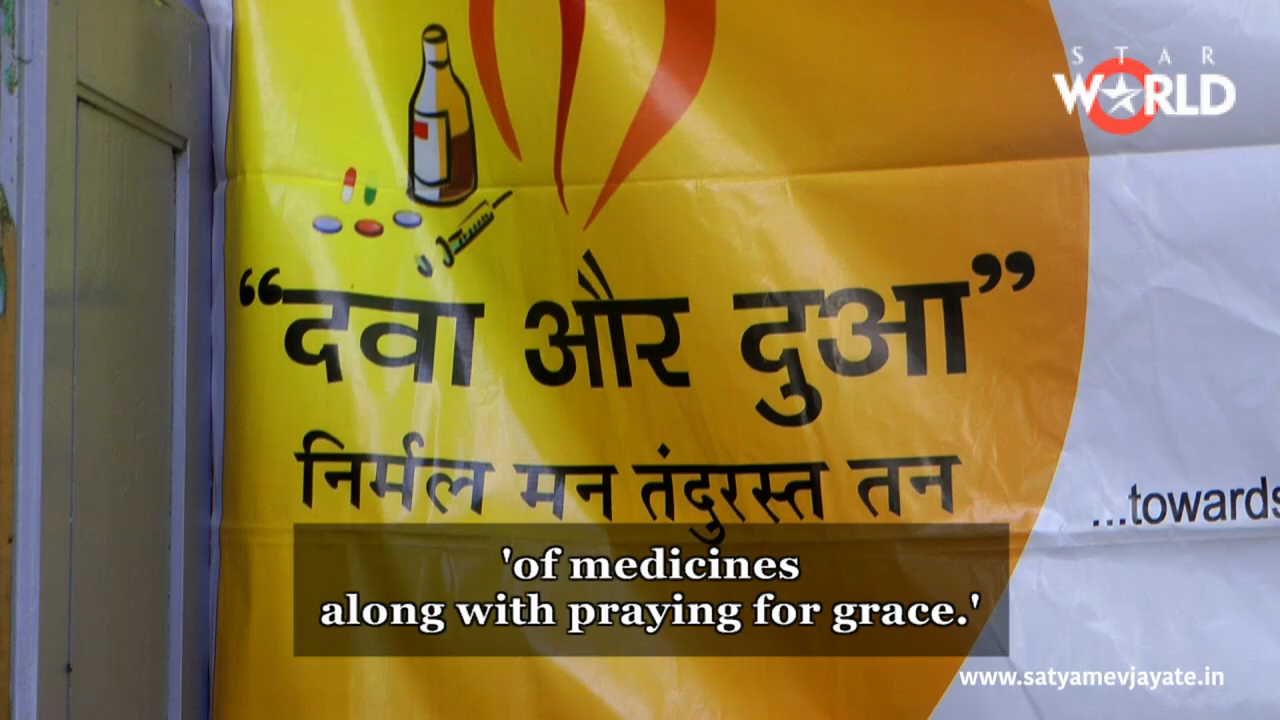 STAR
WORLD
“दवा और दुआ”
निर्मल मन तंदुरस्त तन
...towards
'of medicines
along with praying for grace.'
www.satyamevjayate.in